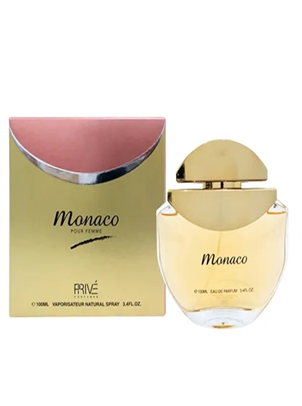 Monaco
POUR FEMME
PRIVÉ
PARFUMES
℮100ML VAPORISATEUR NATURAL SPRAY 3.4FL.OZ.
Monaco
℮100ML EAU DE PARFUM 3.4FL.OZ.